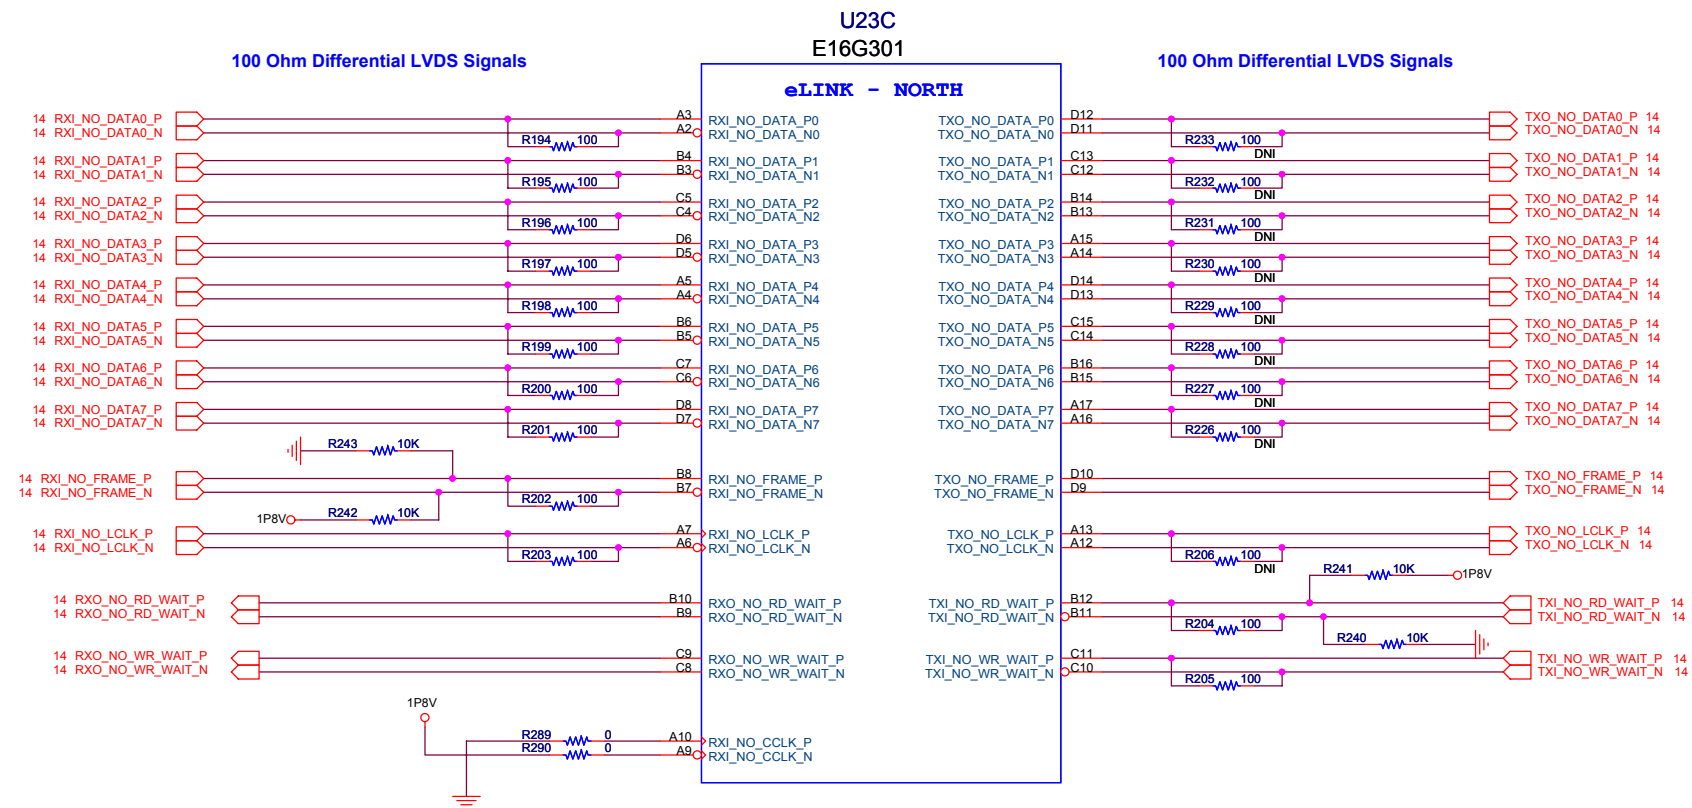 U23C
E16G301
100 Ohm Differential LVDS Signals
100 Ohm Differential LVDS Signals
eLINK - NORTH
14 RXI_NO_DATA0_P A3 RXI_NO_DATA_P0 TXO_NO_DATA_P0 D12 TXO_NO_DATA0_P 14
14 RXI_NO_DATA0_N A2 RXI_NO_DATA_N0 TXO_NO_DATA_N0 D11 TXO_NO_DATA0_N 14
R194 100 R233 100
DNI
14 RXI_NO_DATA1_P B4 RXI_NO_DATA_P1 TXO_NO_DATA_P1 C13 TXO_NO_DATA1_P 14
14 RXI_NO_DATA1_N B3 RXI_NO_DATA_N1 TXO_NO_DATA_N1 C12 TXO_NO_DATA1_N 14
R195 100 R232 100
DNI
14 RXI_NO_DATA2_P C5 RXI_NO_DATA_P2 TXO_NO_DATA_P2 B14 TXO_NO_DATA2_P 14
14 RXI_NO_DATA2_N C4 RXI_NO_DATA_N2 TXO_NO_DATA_N2 B13 TXO_NO_DATA2_N 14
R196 100 R231 100
DNI
14 RXI_NO_DATA3_P D6 RXI_NO_DATA_P3 TXO_NO_DATA_P3 A15 TXO_NO_DATA3_P 14
14 RXI_NO_DATA3_N D5 RXI_NO_DATA_N3 TXO_NO_DATA_N3 A14 TXO_NO_DATA3_N 14
R197 100 R230 100
DNI
14 RXI_NO_DATA4_P A5 RXI_NO_DATA_P4 TXO_NO_DATA_P4 D14 TXO_NO_DATA4_P 14
14 RXI_NO_DATA4_N A4 RXI_NO_DATA_N4 TXO_NO_DATA_N4 D13 TXO_NO_DATA4_N 14
R198 100 R229 100
DNI
14 RXI_NO_DATA5_P B6 RXI_NO_DATA_P5 TXO_NO_DATA_P5 C15 TXO_NO_DATA5_P 14
14 RXI_NO_DATA5_N B5 RXI_NO_DATA_N5 TXO_NO_DATA_N5 C14 TXO_NO_DATA5_N 14
R199 100 R228 100
DNI
14 RXI_NO_DATA6_P C7 RXI_NO_DATA_P6 TXO_NO_DATA_P6 B16 TXO_NO_DATA6_P 14
14 RXI_NO_DATA6_N C6 RXI_NO_DATA_N6 TXO_NO_DATA_N6 B15 TXO_NO_DATA6_N 14
R200 100 R227 100
DNI
14 RXI_NO_DATA7_P D8 RXI_NO_DATA_P7 TXO_NO_DATA_P7 A17 TXO_NO_DATA7_P 14
14 RXI_NO_DATA7_N D7 RXI_NO_DATA_N7 TXO_NO_DATA_N7 A16 TXO_NO_DATA7_N 14
R201 100 R226 100
DNI
R243 10K
14 RXI_NO_FRAME_P B8 RXI_NO_FRAME_P TXO_NO_FRAME_P D10 TXO_NO_FRAME_P 14
14 RXI_NO_FRAME_N B7 RXI_NO_FRAME_N TXO_NO_FRAME_N D9 TXO_NO_FRAME_N 14
R202 100
1P8V R242 10K
14 RXI_NO_LCLK_P A7 RXI_NO_LCLK_P TXO_NO_LCLK_P A13 TXO_NO_LCLK_P 14
14 RXI_NO_LCLK_N A6 RXI_NO_LCLK_N TXO_NO_LCLK_N A12 TXO_NO_LCLK_N 14
R203 100 R206 100
DNI
R241 10K 1P8V
14 RXO_NO_RD_WAIT_P B10 RXO_NO_RD_WAIT_P TXI_NO_RD_WAIT_P B12 TXI_NO_RD_WAIT_P 14
14 RXO_NO_RD_WAIT_N B9 RXO_NO_RD_WAIT_N TXI_NO_RD_WAIT_N B11 TXI_NO_RD_WAIT_N 14
R204 100
R240 10K
14 RXO_NO_WR_WAIT_P C9 RXO_NO_WR_WAIT_P TXI_NO_WR_WAIT_P C11 TXI_NO_WR_WAIT_P 14
14 RXO_NO_WR_WAIT_N C8 RXO_NO_WR_WAIT_N TXI_NO_WR_WAIT_N C10 TXI_NO_WR_WAIT_N 14
R205 100
1P8V
R289 0 A10 RXI_NO_CCLK_P
R290 0 A9 RXI_NO_CCLK_N